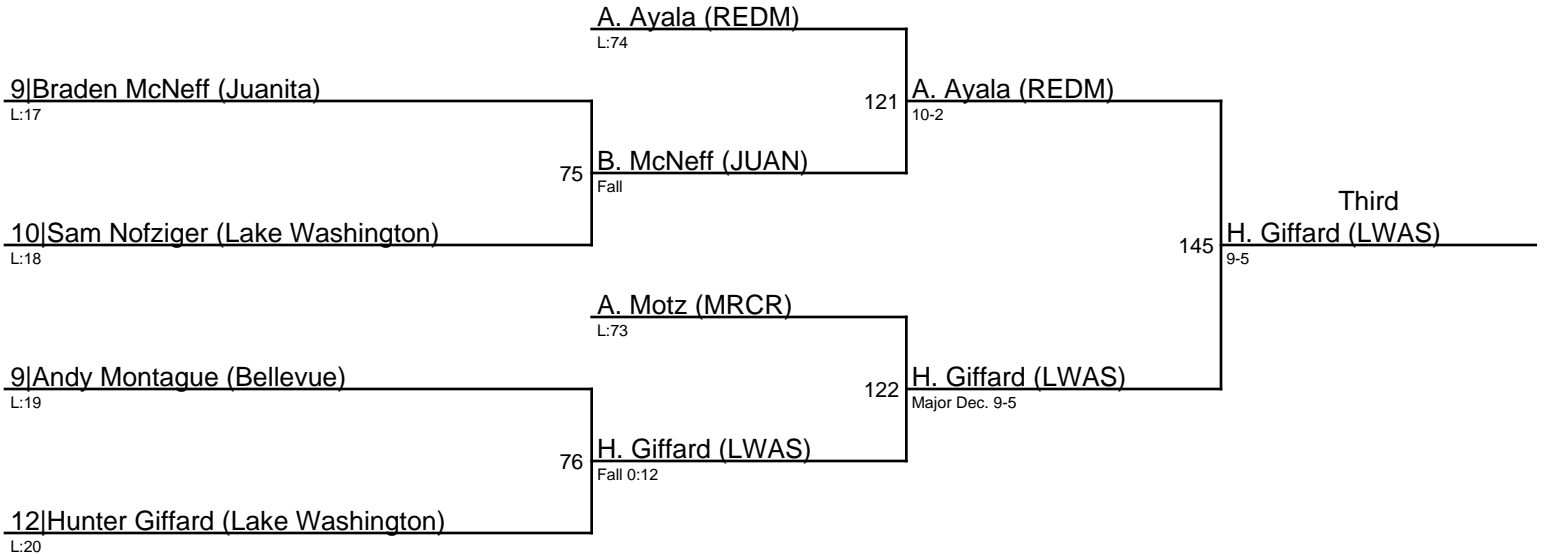 A. Ayala (REDM)
L:74
9|Braden McNeff (Juanita)
L:17
121
A. Ayala (REDM)
10-2
75
B. McNeff (JUAN)
Fall
Third
10|Sam Nofziger (Lake Washington)
L:18
145
H. Giffard (LWAS)
9-5
A. Motz (MRCR)
L:73
9|Andy Montague (Bellevue)
L:19
122
H. Giffard (LWAS)
Major Dec. 9-5
76
H. Giffard (LWAS)
Fall 0:12
12|Hunter Giffard (Lake Washington)
L:20